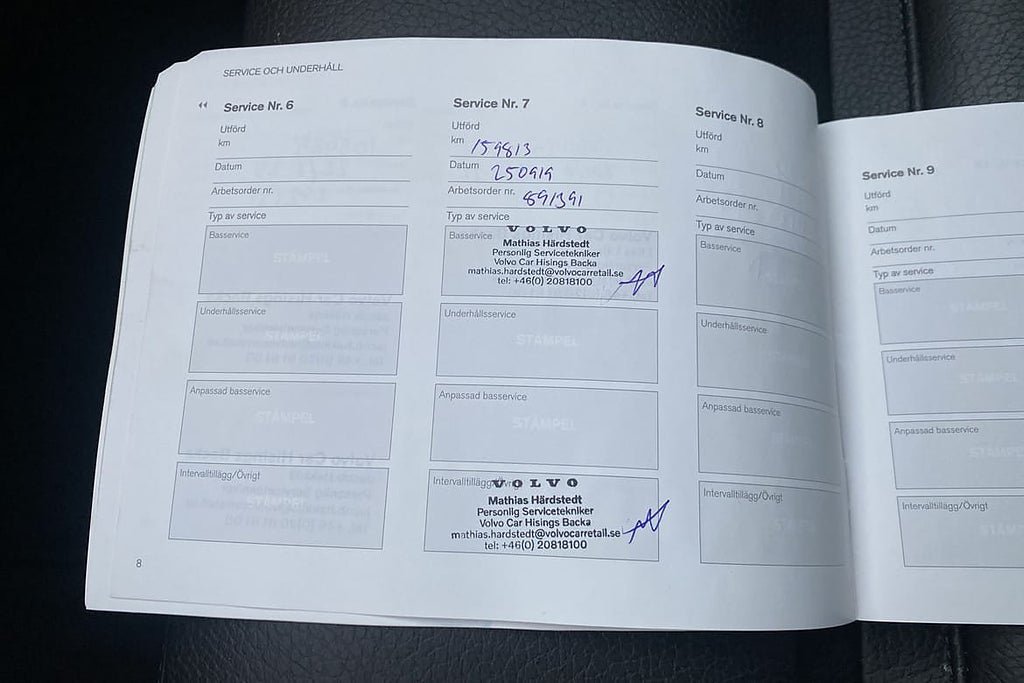 SERVICE OCH UNDERHÅLL
Service Nr. 6
Utförd
km
Datum
Arbetsorder nr.
Typ av service
Basservice
STÄMPEL
Underhållsservice
STÄMPEL
Anpassad basservice
STÄMPEL
Intervalltillägg/Övrigt
STÄMPEL
Service Nr. 7
Utförd
km 159813
Datum 250919
Arbetsorder nr. 891391
Typ av service
Basservice
VOLVO
Mathias Härdstedt
Personlig Servicetekniker
Volvo Car Hisings Backa
mathias.hardstedt@volvocarretail.se
tel: +46(0) 20818100
Underhållsservice
STÄMPEL
Anpassad basservice
STÄMPEL
Intervalltillägg
VOLVO
Mathias Härdstedt
Personlig Servicetekniker
Volvo Car Hisings Backa
mathias.hardstedt@volvocarretail.se
tel: +46(0) 20818100
Service Nr. 8
Utförd
km
Datum
Arbetsorder nr.
Typ av service
Basservice
Underhållsservice
Anpassad basservice
Intervalltillägg/Övrigt
Service Nr. 9
Utförd
km
Datum
Arbetsorder nr.
Typ av service
Basservice
Underhållsservice
Anpassad basservice
Intervalltillägg/Övrigt
8